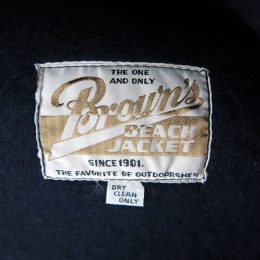 THE ONE
AND ONLY
Brown's
BEACH
JACKET
SINCE 1901.
THE FAVORITE OF OUTDOORSMEN
DRY
CLEAN
ONLY